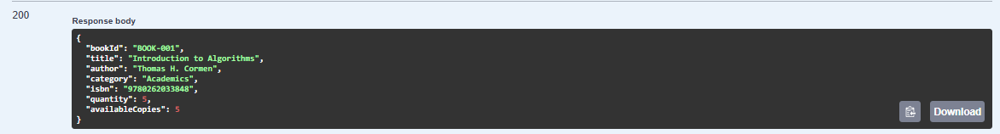 200
Response body
{
  "bookId": "BOOK-001",
  "title": "Introduction to Algorithms",
  "author": "Thomas H. Cormen",
  "category": "Academics",
  "isbn": "9780262033848",
  "quantity": 5,
  "availableCopies": 5
}
Download